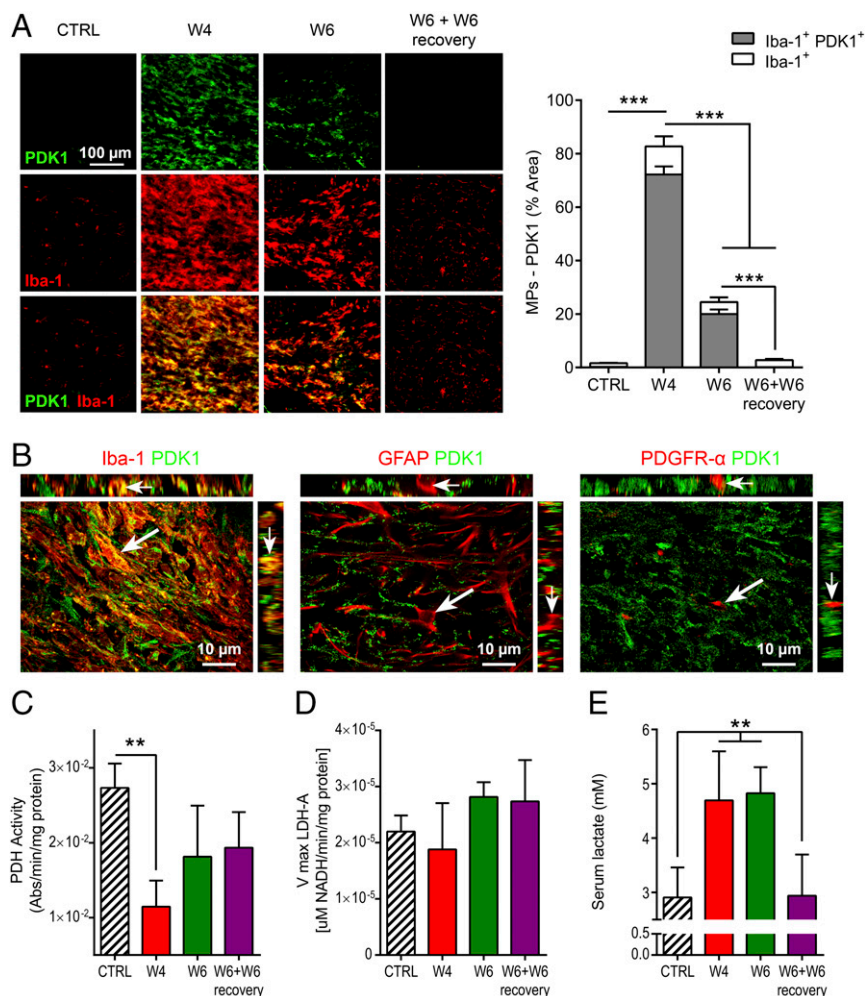 A
CTRL
W4
W6
W6 + W6
recovery
PDK1
100 µm
Iba-1
PDK1 Iba-1
Iba-1+ PDK1+
Iba-1+
MPs - PDK1 (% Area)
100
80
60
40
20
0
***
***
***
CTRL
W4
W6
W6+W6
recovery
B
Iba-1 PDK1
GFAP PDK1
PDGFR-α PDK1
10 µm
10 µm
10 µm
C
PDH Activity
(Abs/min/mg protein)
3×10-2
2×10-2
1×10-2
**
CTRL
W4
W6
W6+W6
recovery
D
V max LDH-A
[uM NADH/min/mg protein]
4×10-5
3×10-5
2×10-5
1×10-5
0
CTRL
W4
W6
W6+W6
recovery
E
Serum lactate (mM)
6
5
4
3
0.5
0.0
**
CTRL
W4
W6
W6+W6
recovery